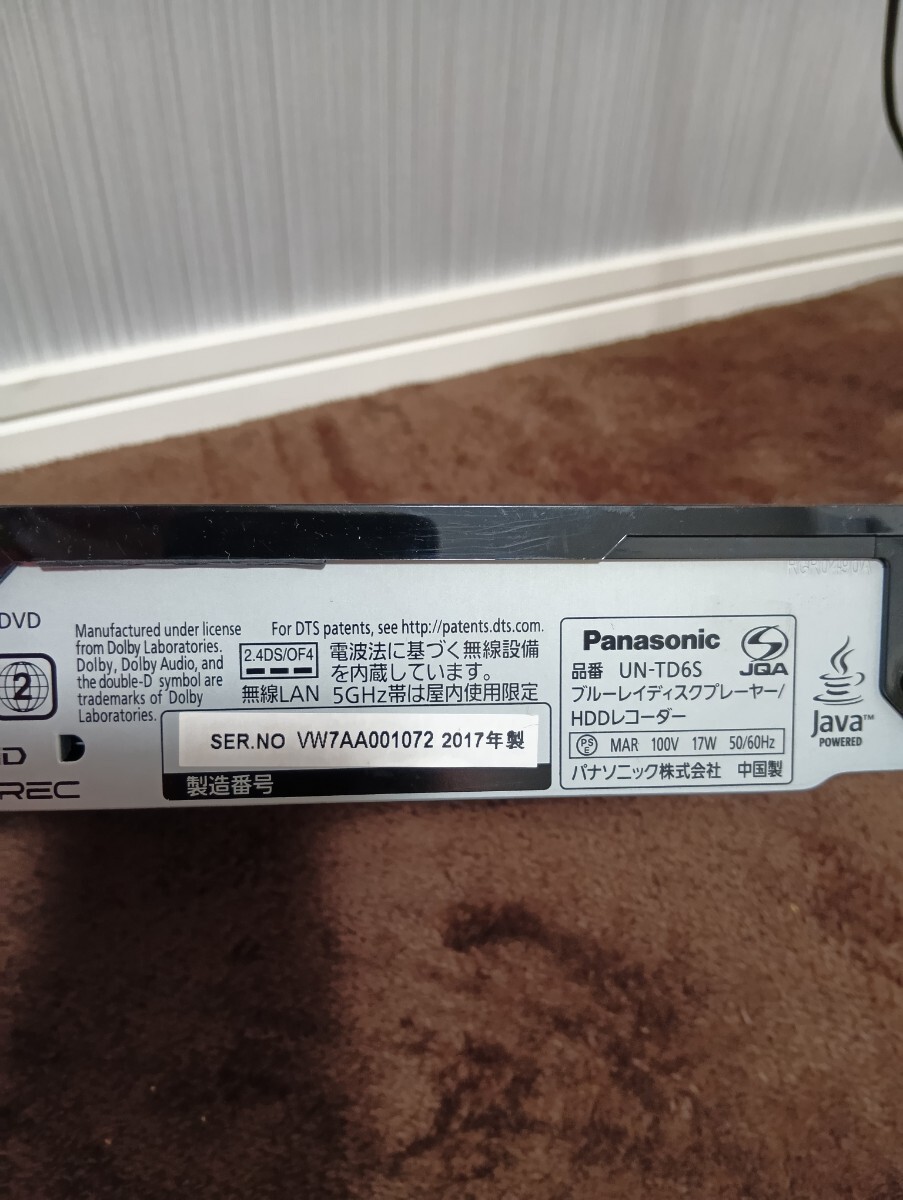 DVD
2
D
REC
Manufactured under license
from Dolby Laboratories.
Dolby, Dolby Audio, and
the double-D symbol are
trademarks of Dolby
Laboratories.
For DTS patents, see http://patents.dts.com.
2.4DS/OF4
無線LAN
電波法に基づく無線設備
を内蔵しています。
5GHz帯は屋内使用限定
SER.NO VW7AA001072 2017年製
製造番号
Panasonic
JQA
品番 UN-TD6S
ブルーレイディスクプレーヤー/
HDDレコーダー
PS
E
MAR 100V 17W 50/60Hz
パナソニック株式会社 中国製
Java™
POWERED